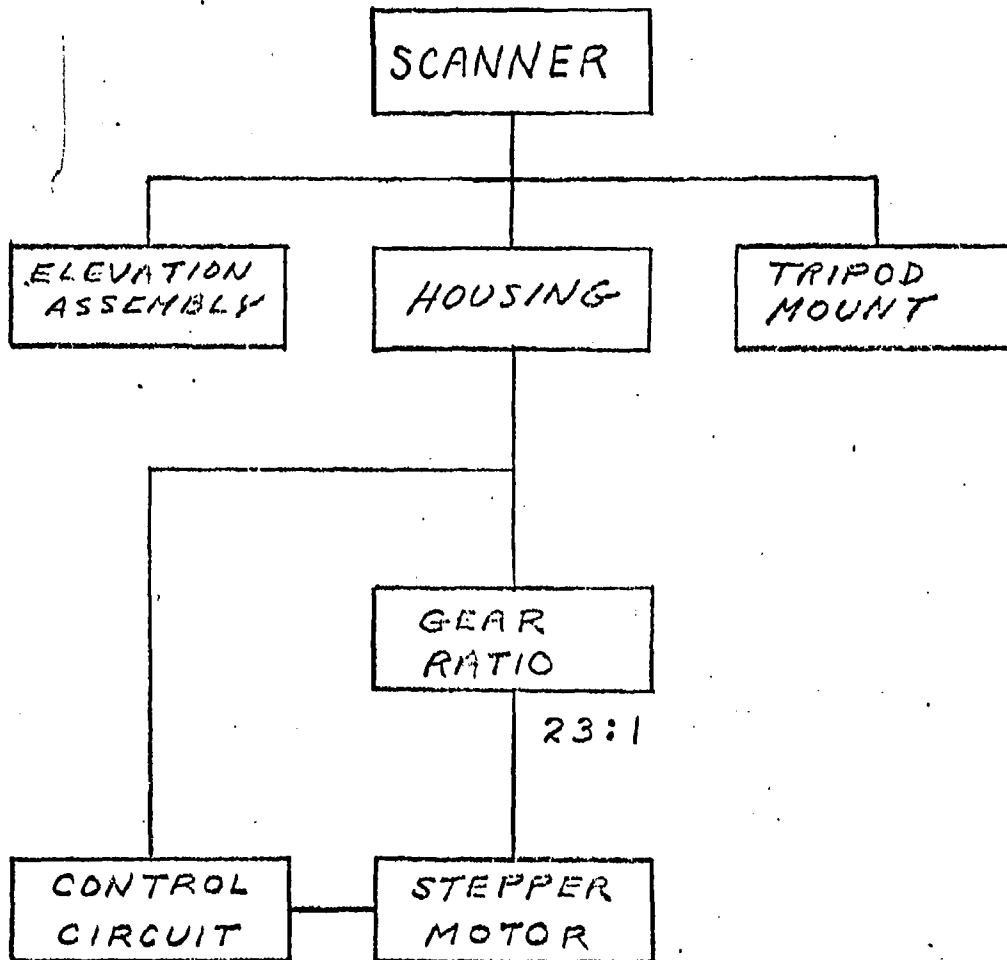 SCANNER
ELEVATION
ASSEMBLY
HOUSING
TRIPOD
MOUNT
GEAR
RATIO
23:1
CONTROL
CIRCUIT
STEPPER
MOTOR